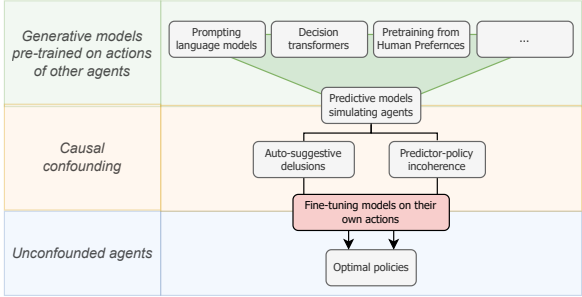 Generative models
pre-trained on actions
of other agents
Prompting
language models
Decision
transformers
Pretraining from
Human Prefernces
...
Predictive models
simulating agents
Causal
confounding
Auto-suggestive
delusions
Predictor-policy
incoherence
Fine-tuning models on their
own actions
Unconfounded agents
Optimal policies